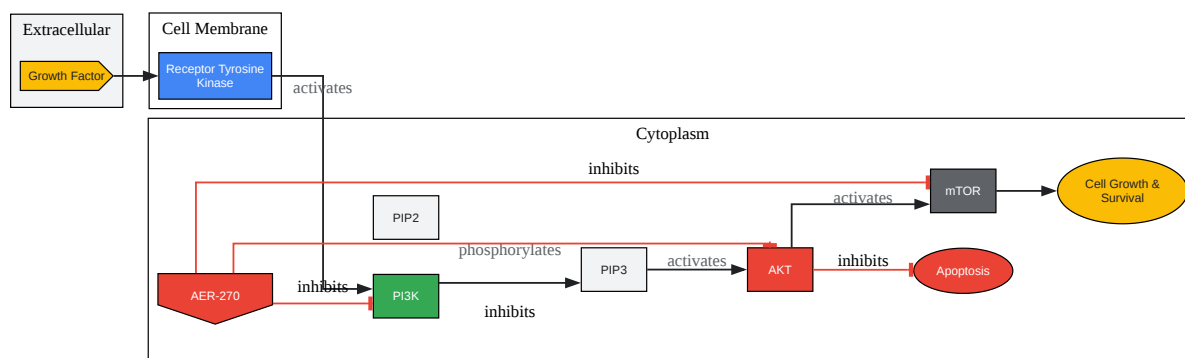 Extracellular
Cell Membrane
Growth Factor
Receptor Tyrosine
Kinase
activates
Cytoplasm
inhibits
mTOR
Cell Growth &
Survival
activates
PIP2
phosphorylates
PIP3
activates
AKT
inhibits
Apoptosis
AER-270
inhibits
PI3K
inhibits